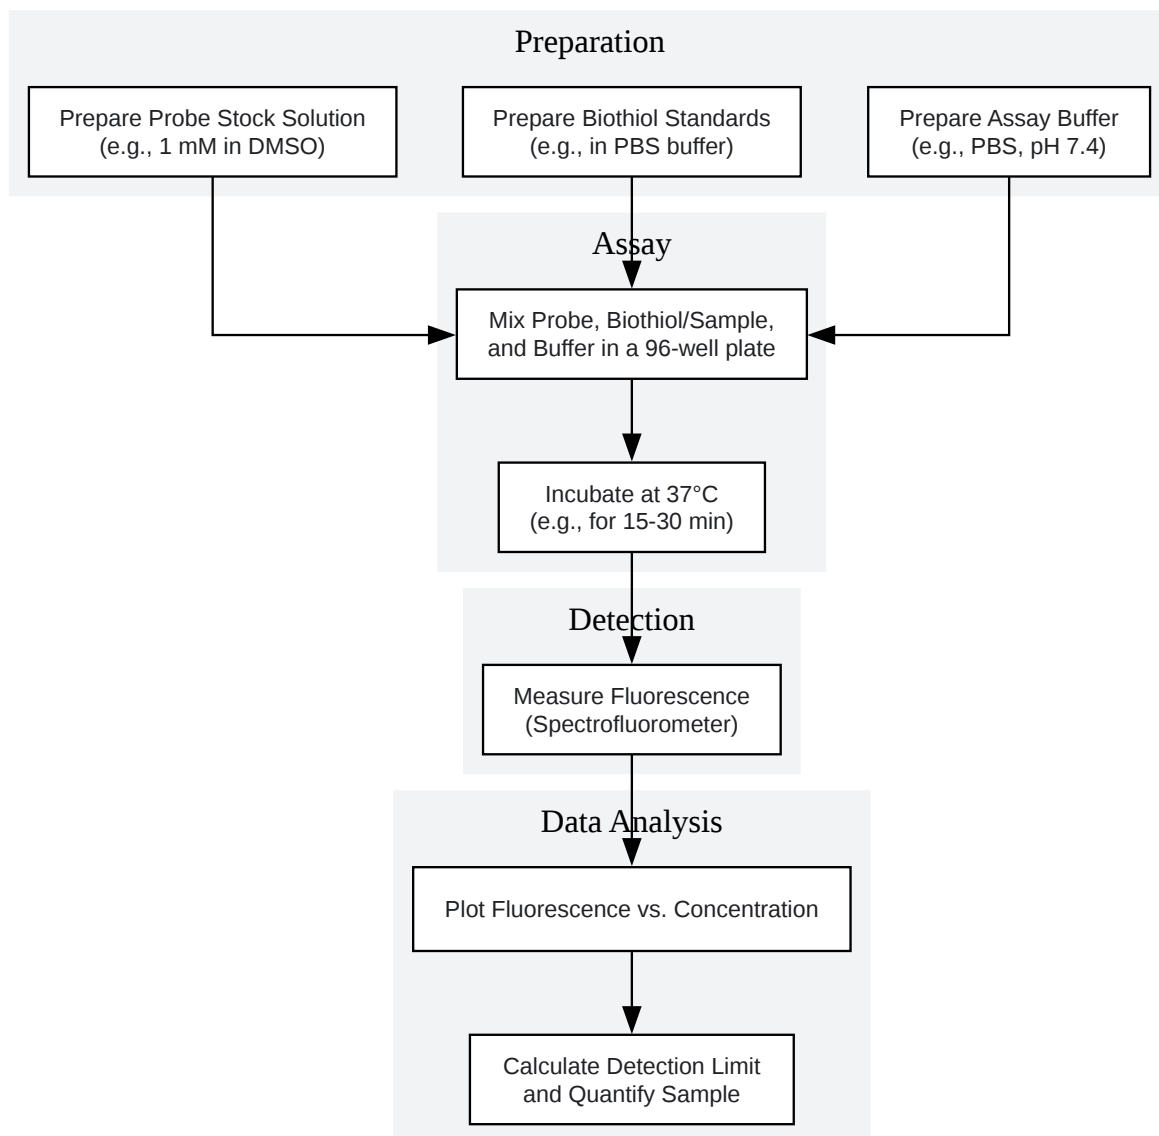 Preparation
Prepare Probe Stock Solution
(e.g., 1 mM in DMSO)
Prepare Biothiol Standards
(e.g., in PBS buffer)
Prepare Assay Buffer
(e.g., PBS, pH 7.4)
Assay
Mix Probe, Biothiol/Sample,
and Buffer in a 96-well plate
Incubate at 37°C
(e.g., for 15-30 min)
Detection
Measure Fluorescence
(Spectrofluorometer)
Data Analysis
Plot Fluorescence vs. Concentration
Calculate Detection Limit
and Quantify Sample